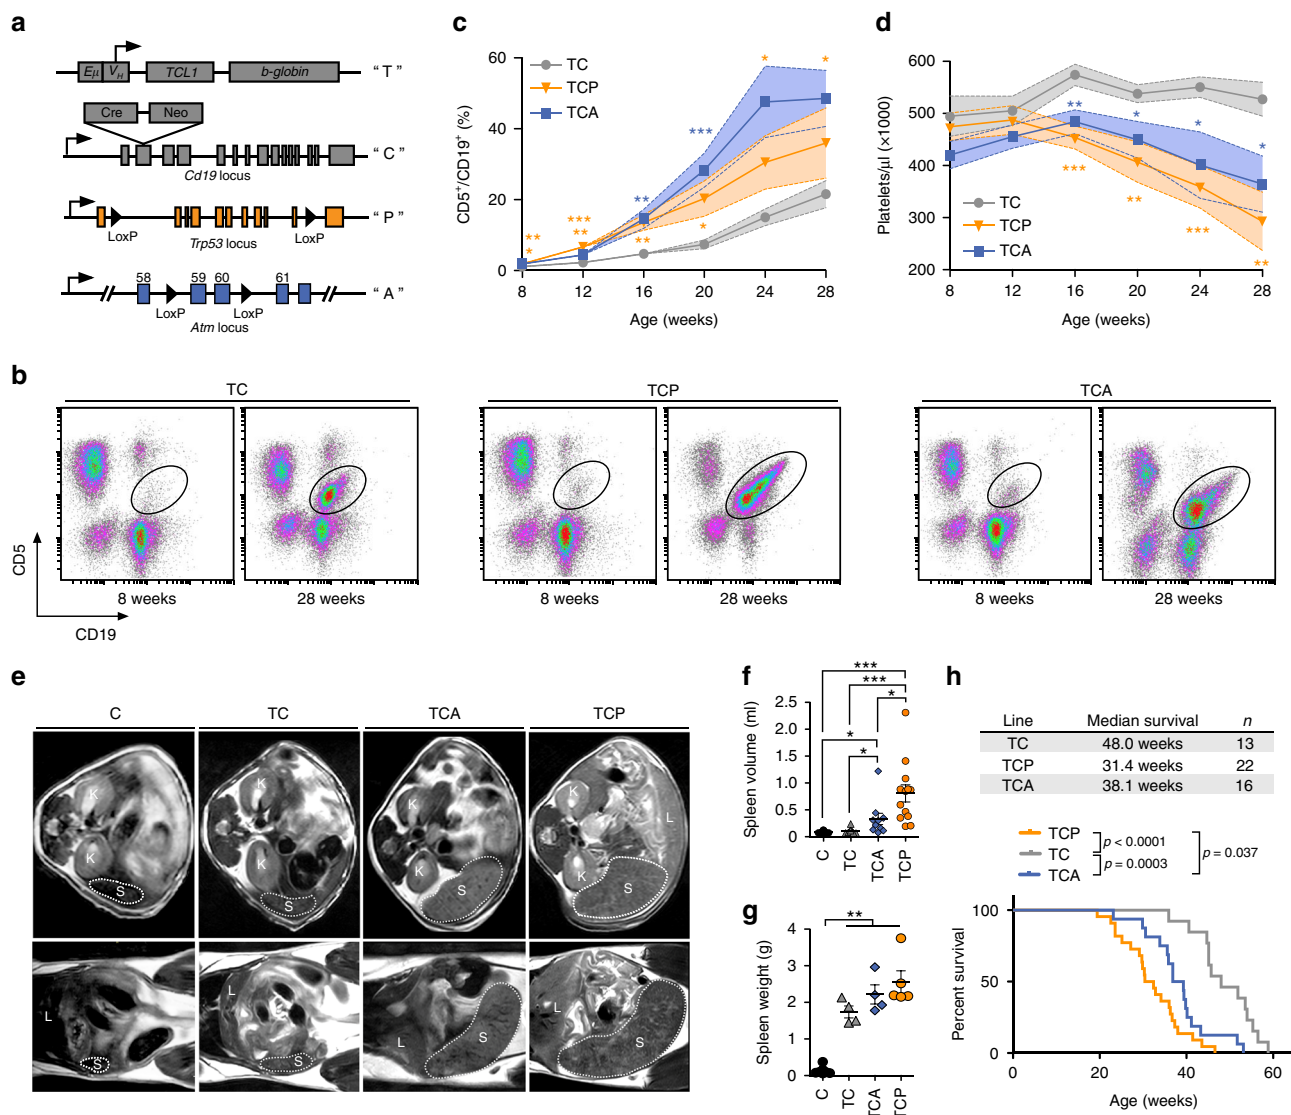 a
Eμ VH TCL1 b-globin “ T ”
Cre Neo
“ C ”
Cd19 locus
“ P ”
LoxP Trp53 locus LoxP
58 59 60 61
“ A ”
LoxP LoxP
Atm locus
c
CD5+/CD19+ (%)
60
40
20
0
TC
TCP
TCA
*
*
***
**
***
**
**
*
**
*
8 12 16 20 24 28
Age (weeks)
d
Platelets/μl (×1000)
600
500
400
300
200
**
*
*
*
***
**
***
**
TC
TCP
TCA
8 12 16 20 24 28
Age (weeks)
b
TC TCP TCA
CD5
CD19
8 weeks 28 weeks 8 weeks 28 weeks 8 weeks 28 weeks
e
C TC TCA TCP
K K K K
K K K K
L
S S S S
L L L L
S S S S
f
Spleen volume (ml)
2.5
2.0
1.5
1.0
0.5
0
***
***
*
*
*
C TC TCA TCP
g
Spleen weight (g)
4
3
2
1
0
**
C TC TCA TCP
h
Line Median survival n
TC 48.0 weeks 13
TCP 31.4 weeks 22
TCA 38.1 weeks 16
TCP
TC
TCA
p < 0.0001
p = 0.0003
p = 0.037
Percent survival
100
50
0
0 20 40 60
Age (weeks)